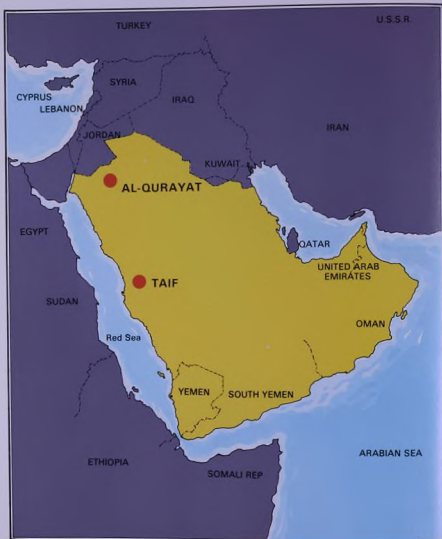 TURKEY
U.S.S.R.
SYRIA
CYPRUS
LEBANON
IRAQ
IRAN
JORDAN
KUWAIT
AL-QURAYAT
EGYPT
QATAR
UNITED ARAB
EMIRATES
TAIF
SUDAN
OMAN
Red Sea
YEMEN
SOUTH YEMEN
ARABIAN SEA
ETHIOPIA
SOMALI REP